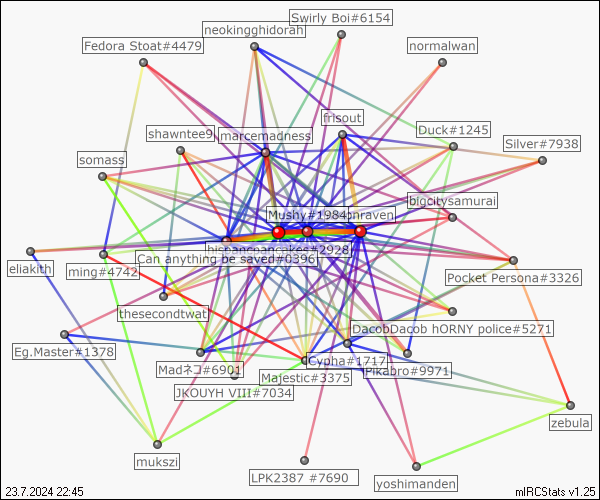 Swirly Boi#6154
neokingghidorah
Fedora Stoat#4479
normalwan
frisout
shawntee9
marcemadness
Duck#1245
Silver#7938
somass
bigcitysamurai
Mushy#1984
onraven
hispanicpancakes#2928
Can anything be saved#0396
eliakith
ming#4742
Pocket Persona#3326
thesecondtwat
DacobDacob hORNY police#5271
Eg.Master#1378
Madネコ#6901
Cypha#1717
Pikabro#9971
Majestic#3375
JKOUYH VIII#7034
zebula
mukszi
LPK2387 #7690
yoshimanden
23.7.2024 22:45
mIRCStats v1.25